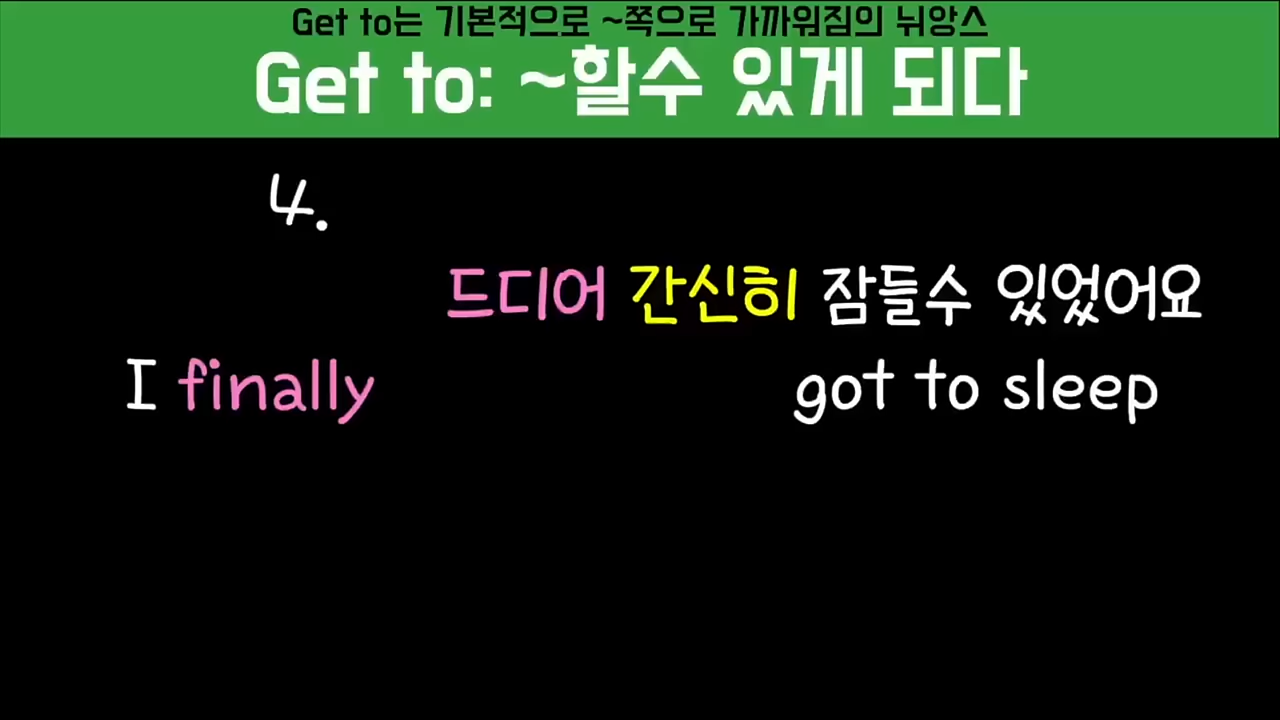 Get to는 기본적으로 ~쪽으로 가까워짐의 뉘앙스
Get to: ~할수 있게 되다
4.
드디어 간신히 잠들수 있었어요
I finally got to sleep